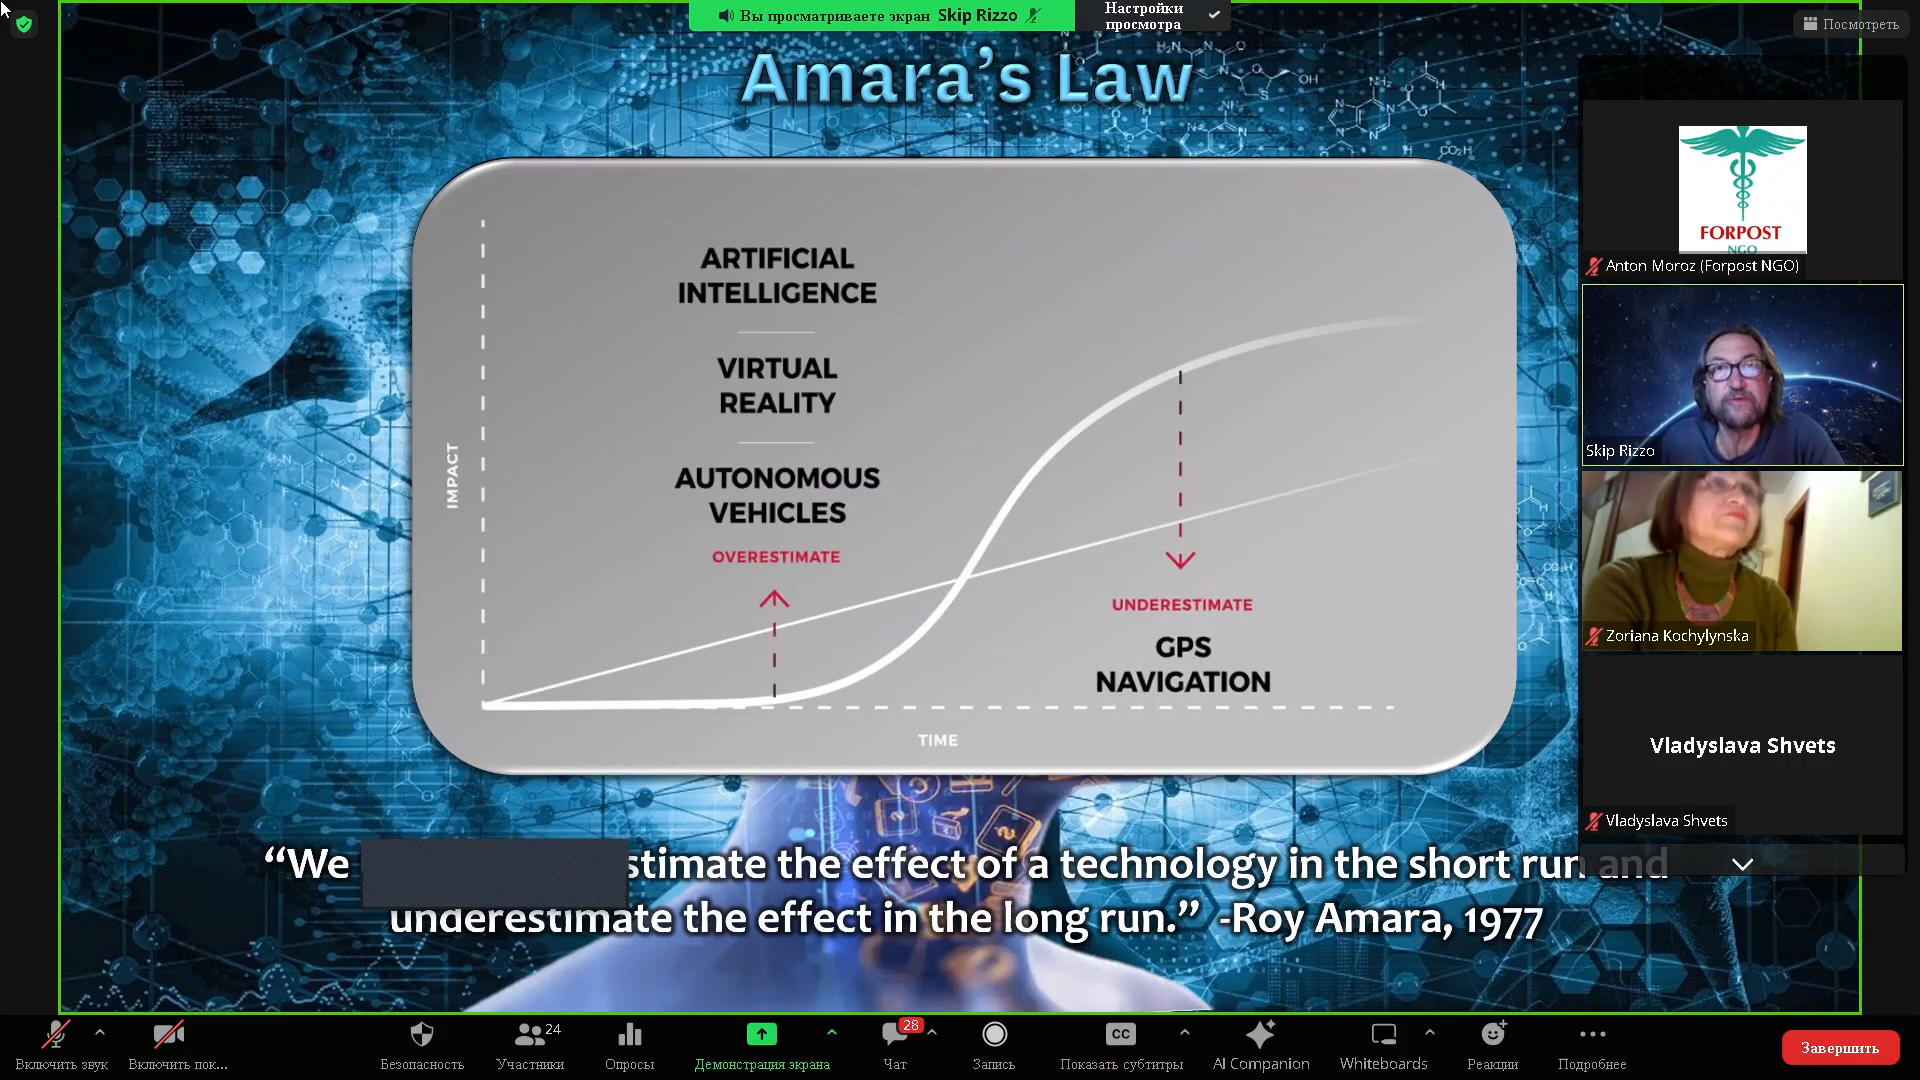 Вы просматриваете экран Skip Rizzo
Настройки
просмотра
Посмотреть
Amara's Law
ARTIFICIAL
INTELLIGENCE
VIRTUAL
REALITY
AUTONOMOUS
VEHICLES
OVERESTIMATE
IMPACT
UNDERESTIMATE
GPS
NAVIGATION
TIME
“We stimate the effect of a technology in the short run and
underestimate the effect in the long run.” -Roy Amara, 1977
FORPOST
NGO
Anton Moroz (Forpost NGO)
Skip Rizzo
Zoriana Kochylynska
Vladyslava Shvets
Vladyslava Shvets
Включить звук
Включить пок...
Безопасность
24
Участники
Опросы
Демонстрация экрана
28
Чат
Запись
CC
Показать субтитры
AI Companion
Whiteboards
Реакции
Подробнее
Завершить